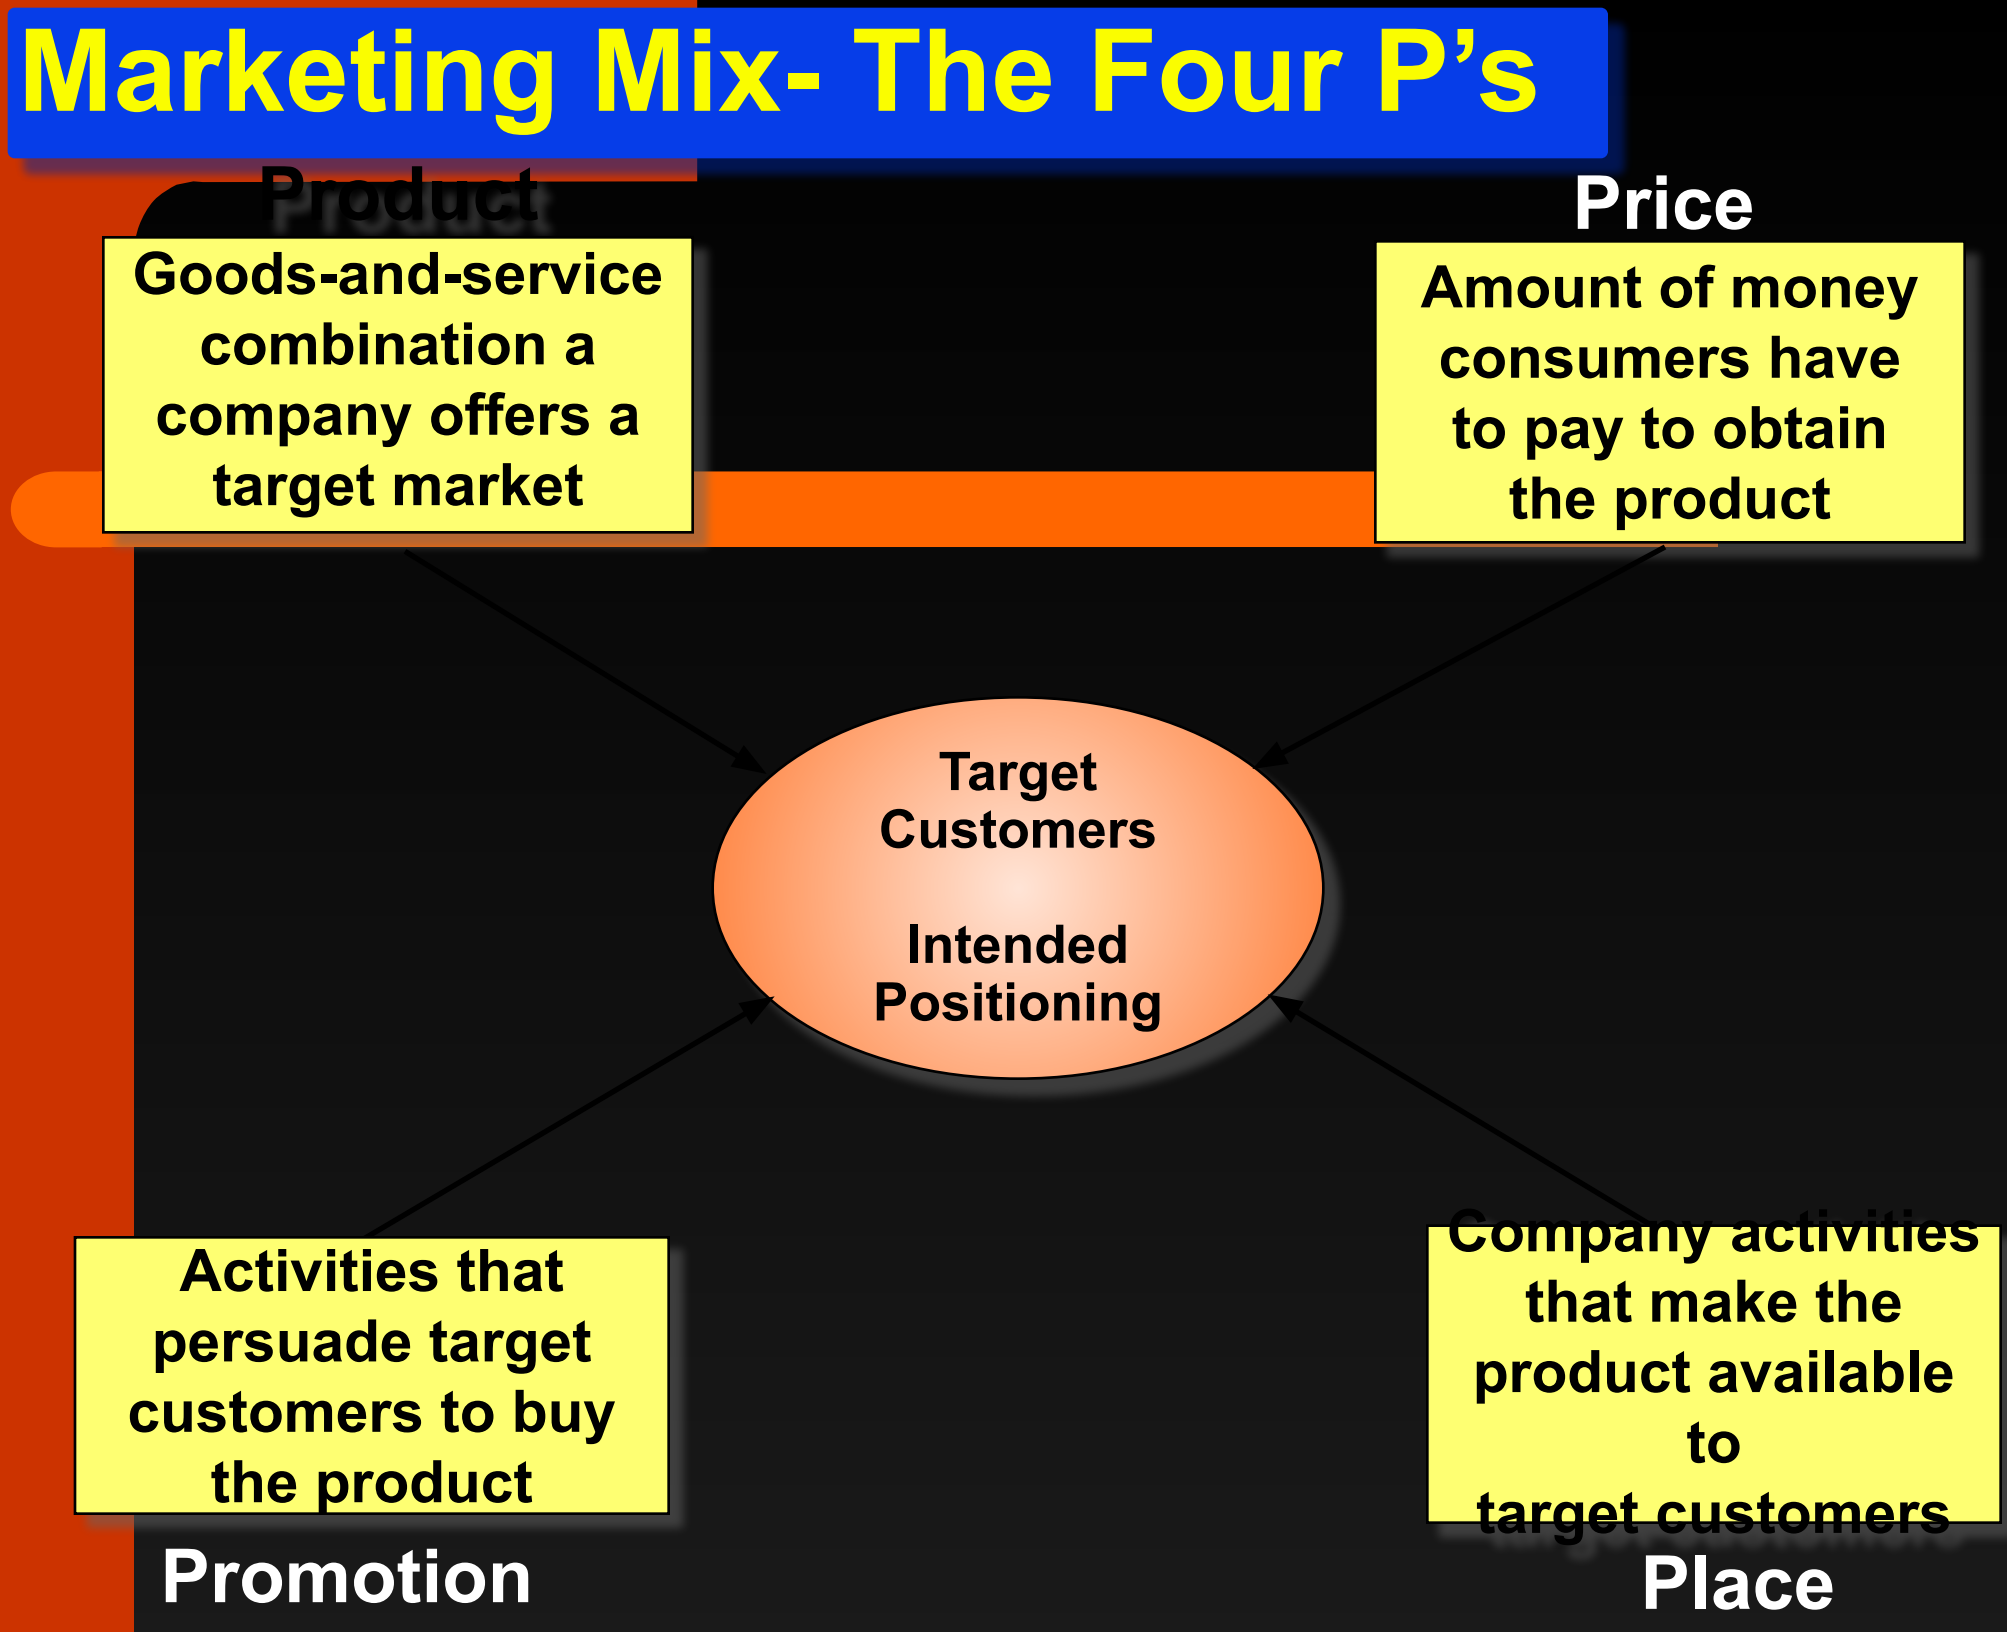 Marketing Mix- The Four P’s
Product
Goods-and-service
combination a
company offers a
target market
Price
Amount of money
consumers have
to pay to obtain
the product
Target
Customers
Intended
Positioning
Activities that
persuade target
customers to buy
the product
Promotion
Company activities
that make the
product available
to
target customers
Place